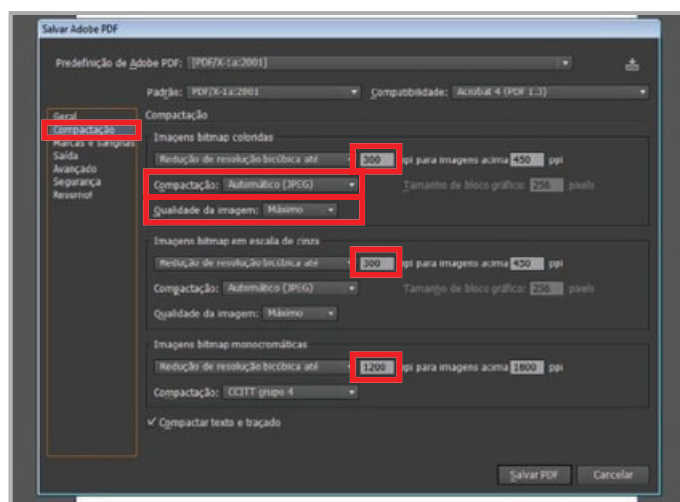 Salvar Adobe PDF
Predefinição de Adobe PDF: [PDF/X-1a:2001]
Padrão: PDF/X-1a:2001 Compatibilidade: Acrobat 4 (PDF 1.3)
Geral
Compactação
Marcas e sangrias
Saída
Avançado
Segurança
Resumo!
Compactação
Imagens bitmap coloridas
Redução de resolução bicúbica até 300 ppi para imagens acima 450 ppi
Compactação: Automático (JPEG) Tamanho de bloco gráfico: 256 pixels
Qualidade da imagem: Máximo
Imagens bitmap em escala de cinza
Redução de resolução bicúbica até 300 ppi para imagens acima 450 ppi
Compactação: Automático (JPEG) Tamanho de bloco gráfico: 256 pixels
Qualidade da imagem: Máximo
Imagens bitmap monocromáticas
Redução de resolução bicúbica até 1200 ppi para imagens acima 1800 ppi
Compactação: CCITT grupo 4
Compactar texto e traçado
Salvar PDF Cancelar